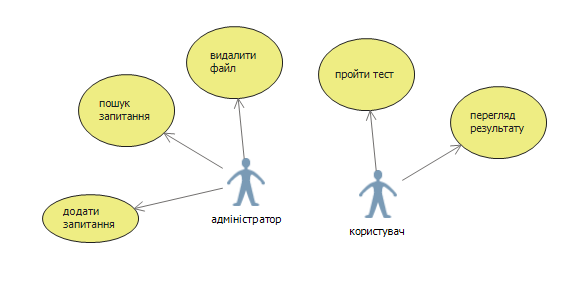 видалити
файл
пройти тест
пошук
запитання
перегляд
результату
додати
запитання
адміністратор
користувач